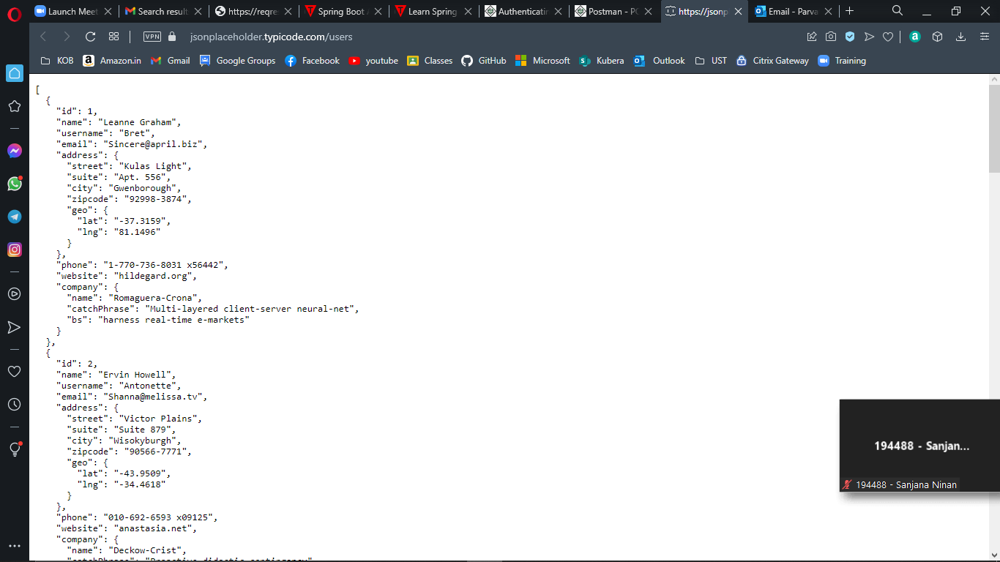 Launch Meet
Search result
https://reqre
Spring Boot A
Learn Spring
Authenticatin
Postman - PO
https://jsonp
Email - Parva
VPN
jsonplaceholder.typicode.com/users
KOB
Amazon.in
Gmail
Google Groups
Facebook
youtube
Classes
GitHub
Microsoft
Kubera
Outlook
UST
Citrix Gateway
Training
[
{
"id": 1,
"name": "Leanne Graham",
"username": "Bret",
"email": "Sincere@april.biz",
"address": {
"street": "Kulas Light",
"suite": "Apt. 556",
"city": "Gwenborough",
"zipcode": "92998-3874",
"geo": {
"lat": "-37.3159",
"lng": "81.1496"
}
},
"phone": "1-770-736-8031 x56442",
"website": "hildegard.org",
"company": {
"name": "Romaguera-Crona",
"catchPhrase": "Multi-layered client-server neural-net",
"bs": "harness real-time e-markets"
}
},
{
"id": 2,
"name": "Ervin Howell",
"username": "Antonette",
"email": "Shanna@melissa.tv",
"address": {
"street": "Victor Plains",
"suite": "Suite 879",
"city": "Wisokyburgh",
"zipcode": "90566-7771",
"geo": {
"lat": "-43.9509",
"lng": "-34.4618"
}
},
"phone": "010-692-6593 x09125",
"website": "anastasia.net",
"company": {
"name": "Deckow-Crist",
"catchPhrase": "Proactive didactic contingency"
194488 - Sanjan...
194488 - Sanjana Ninan